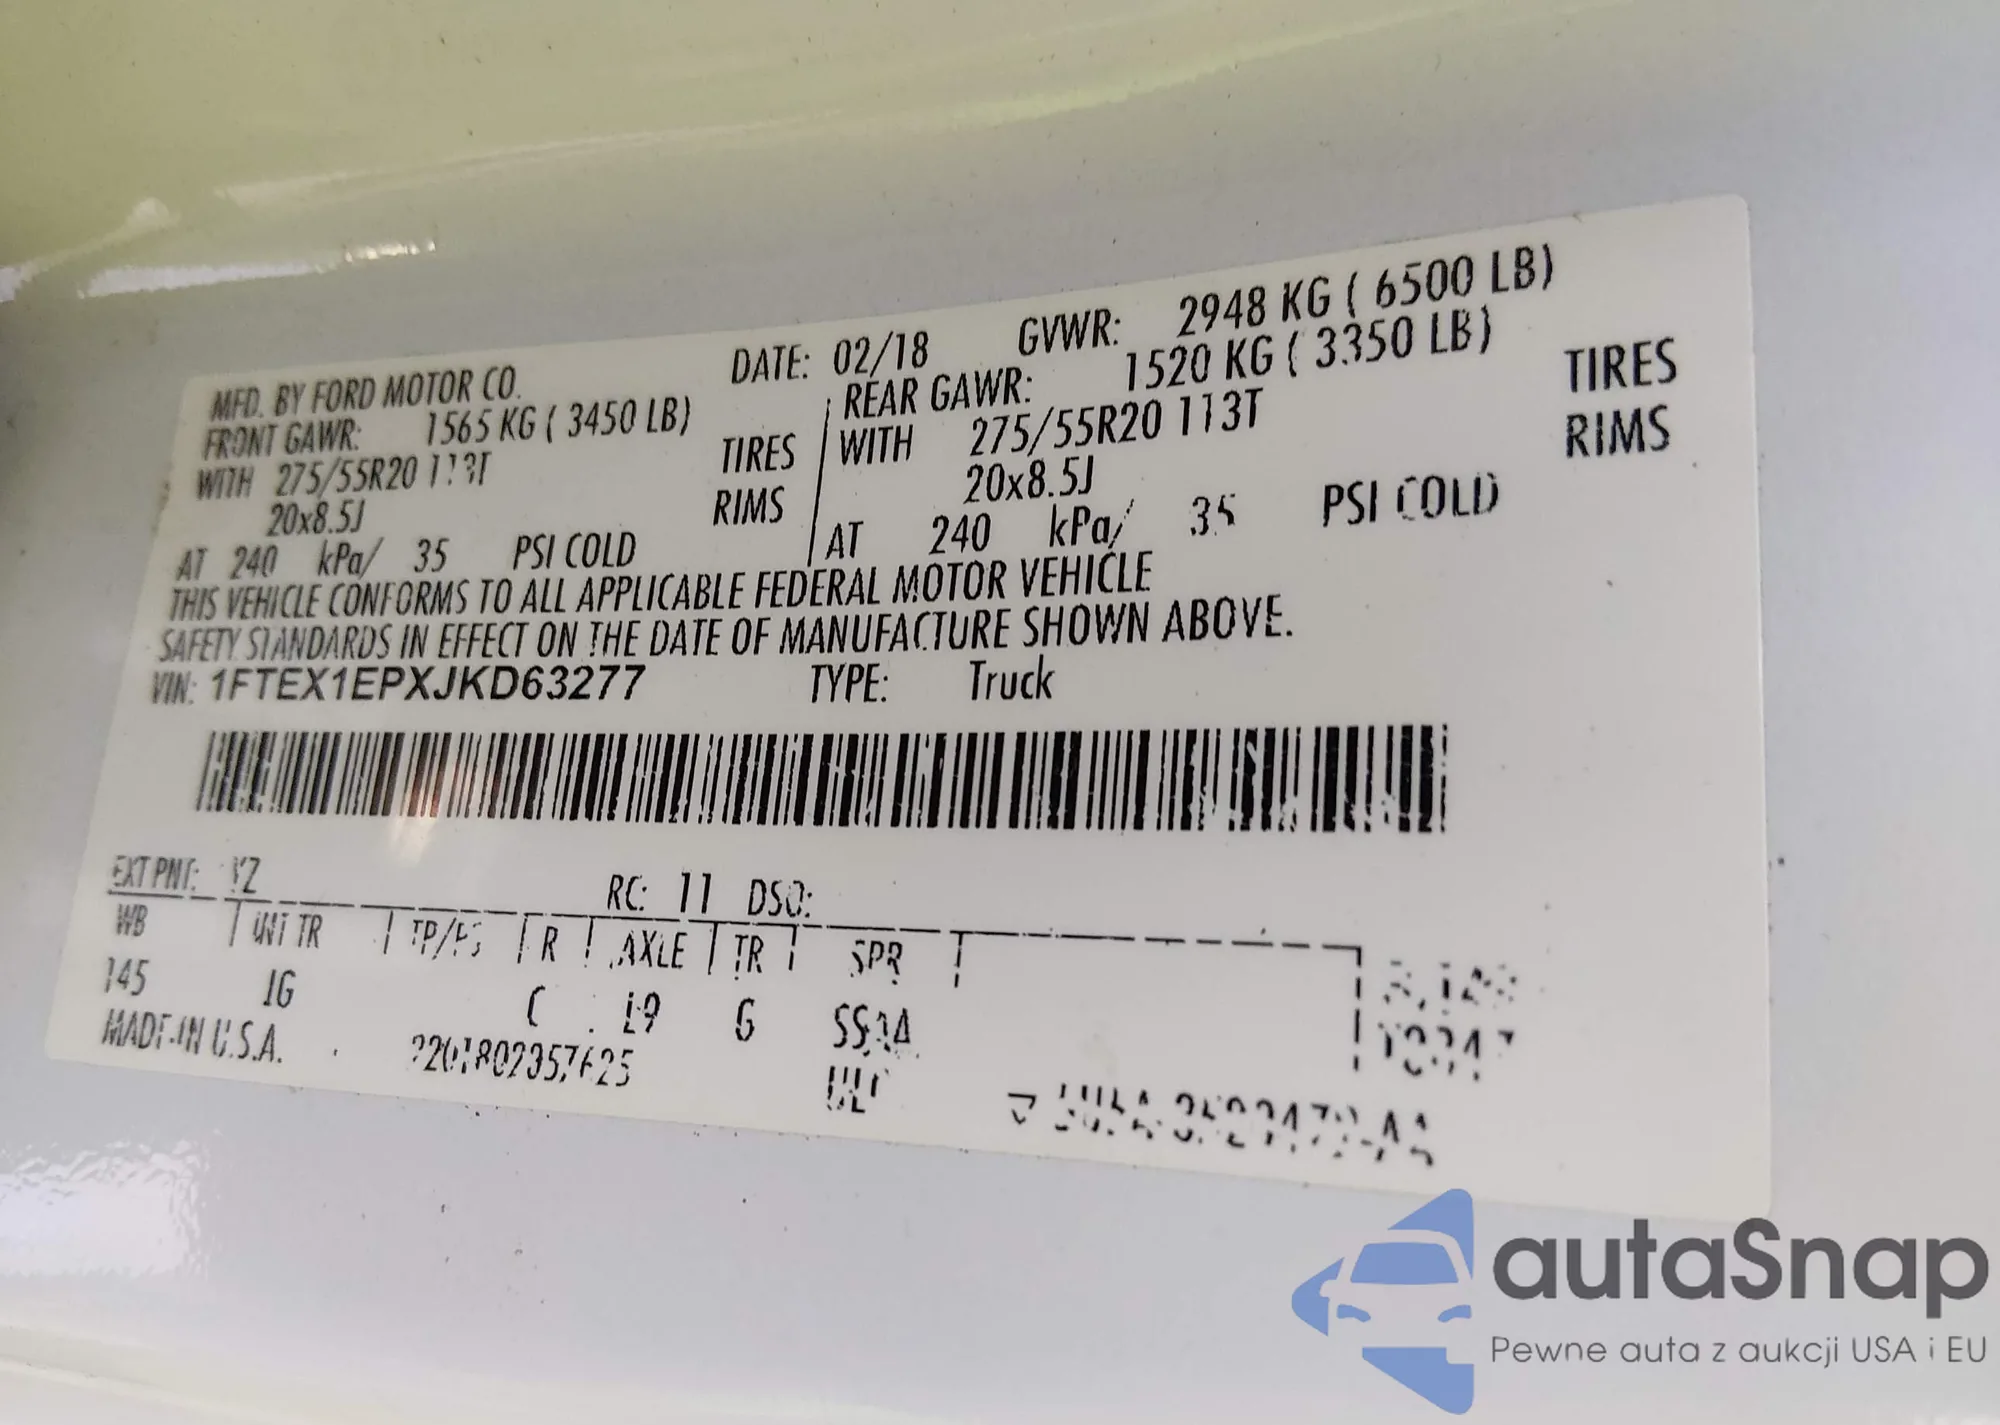 MFD. BY FORD MOTOR CO. DATE: 02/18 GVWR: 2948 KG ( 6500 LB)
FRONT GAWR: 1565 KG ( 3450 LB) REAR GAWR: 1520 KG ( 3350 LB)
WITH 275/55R20 113T TIRES WITH 275/55R20 113T TIRES
20x8.5J RIMS 20x8.5J RIMS
AT 240 kPa/ 35 PSI COLD AT 240 kPa/ 35 PSI COLD
THIS VEHICLE CONFORMS TO ALL APPLICABLE FEDERAL MOTOR VEHICLE
SAFETY STANDARDS IN EFFECT ON THE DATE OF MANUFACTURE SHOWN ABOVE.
VIN: 1FTEX1EPXJKD63277 TYPE: Truck
EXT PNT: YZ RC: 11 DSO:
WB INT TR TP/PS R AXLE TR SPR
145 IG C L9 G
MADE IN U.S.A.
autaSnap
Pewne auta z aukcji USA i EU